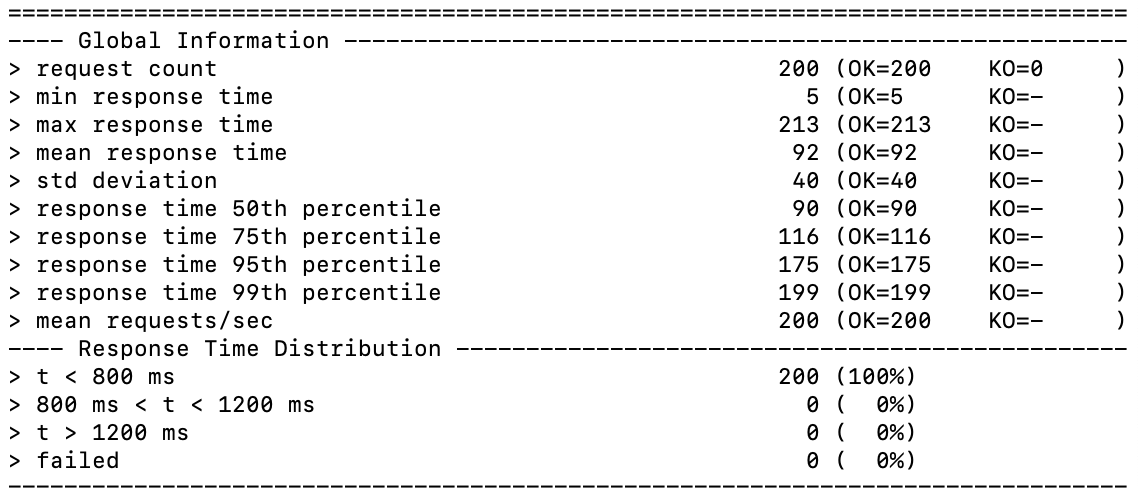 ================================================================================
---- Global Information --------------------------------------------------------
> request count                                        200 (OK=200    KO=0     )
> min response time                                      5 (OK=5      KO=-     )
> max response time                                    213 (OK=213    KO=-     )
> mean response time                                    92 (OK=92     KO=-     )
> std deviation                                         40 (OK=40     KO=-     )
> response time 50th percentile                         90 (OK=90     KO=-     )
> response time 75th percentile                        116 (OK=116    KO=-     )
> response time 95th percentile                        175 (OK=175    KO=-     )
> response time 99th percentile                        199 (OK=199    KO=-     )
> mean requests/sec                                    200 (OK=200    KO=-     )
---- Response Time Distribution ------------------------------------------------
> t < 800 ms                                           200 (100%)
> 800 ms < t < 1200 ms                                   0 (  0%)
> t > 1200 ms                                            0 (  0%)
> failed                                                 0 (  0%)
--------------------------------------------------------------------------------